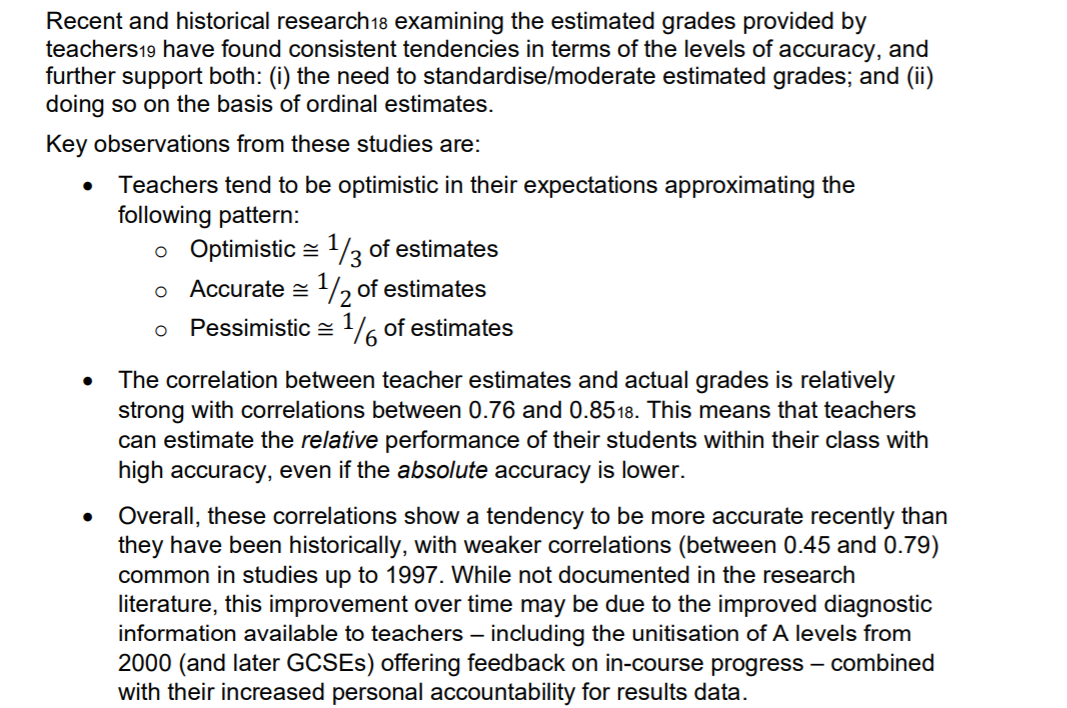 Recent and historical research18 examining the estimated grades provided by
teachers19 have found consistent tendencies in terms of the levels of accuracy, and
further support both: (i) the need to standardise/moderate estimated grades; and (ii)
doing so on the basis of ordinal estimates.
Key observations from these studies are:
• Teachers tend to be optimistic in their expectations approximating the
following pattern:
o Optimistic ≅ 1/3 of estimates
o Accurate ≅ 1/2 of estimates
o Pessimistic ≅ 1/6 of estimates
• The correlation between teacher estimates and actual grades is relatively
strong with correlations between 0.76 and 0.8518. This means that teachers
can estimate the relative performance of their students within their class with
high accuracy, even if the absolute accuracy is lower.
• Overall, these correlations show a tendency to be more accurate recently than
they have been historically, with weaker correlations (between 0.45 and 0.79)
common in studies up to 1997. While not documented in the research
literature, this improvement over time may be due to the improved diagnostic
information available to teachers – including the unitisation of A levels from
2000 (and later GCSEs) offering feedback on in-course progress – combined
with their increased personal accountability for results data.